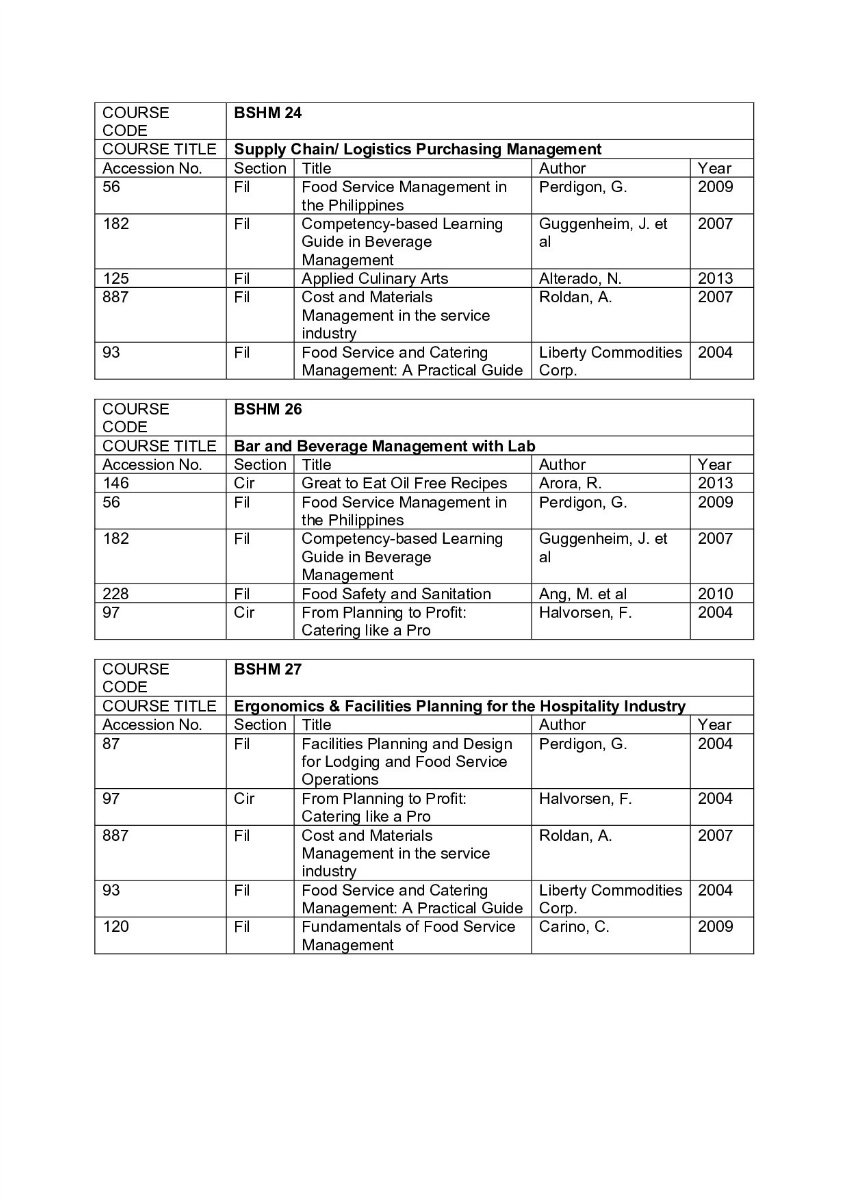 COURSE CODE BSHM 24
COURSE TITLE Supply Chain/ Logistics Purchasing Management
Accession No. Section Title Author Year
56 Fil Food Service Management in Perdigon, G. 2009
the Philippines
182 Fil Competency-based Learning Guggenheim, J. et 2007
Guide in Beverage al
Management
125 Fil Applied Culinary Arts Alterado, N. 2013
887 Fil Cost and Materials Roldan, A. 2007
Management in the service
industry
93 Fil Food Service and Catering Liberty Commodities 2004
Management: A Practical Guide Corp.
COURSE CODE BSHM 26
COURSE TITLE Bar and Beverage Management with Lab
Accession No. Section Title Author Year
146 Cir Great to Eat Oil Free Recipes Arora, R. 2013
56 Fil Food Service Management in Perdigon, G. 2009
the Philippines
182 Fil Competency-based Learning Guggenheim, J. et 2007
Guide in Beverage al
Management
228 Fil Food Safety and Sanitation Ang, M. et al 2010
97 Cir From Planning to Profit: Halvorsen, F. 2004
Catering like a Pro
COURSE CODE BSHM 27
COURSE TITLE Ergonomics & Facilities Planning for the Hospitality Industry
Accession No. Section Title Author Year
87 Fil Facilities Planning and Design Perdigon, G. 2004
for Lodging and Food Service
Operations
97 Cir From Planning to Profit: Halvorsen, F. 2004
Catering like a Pro
887 Fil Cost and Materials Roldan, A. 2007
Management in the service
industry
93 Fil Food Service and Catering Liberty Commodities 2004
Management: A Practical Guide Corp.
120 Fil Fundamentals of Food Service Carino, C. 2009
Management